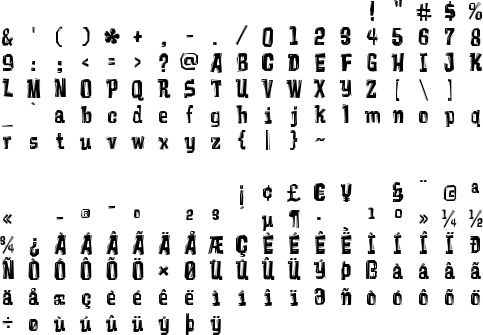 ! " # $ %
& ' ( ) * + , - . / 0 1 2 3 4 5 6 7 8
9 : ; < = > ? @ A B C D E F G H I J K
L M N O P Q R S T U V W X Y Z [ \ ]
_ ` a b c d e f g h i j k l m n o p q
r s t u v w x y z { | } ~
¡ ¢ £ € ¥ § ¨ © ª
« - ® ¯ ° ² ³ µ ¶ · ¹ º » ¼ ½
¾ ¿ À Á Â Ã Ä Å Æ Ç È É Ê Ë Ì Í Î Ï Ð
Ñ Ò Ó Ô Õ Ö × Ø Ù Ú Û Ü Ý Þ ß à á â ã
ä å æ ç è é ê ë ì í î ï ð ñ ò ó ô õ ö
÷ ø ù ú û ü ý þ ÿ